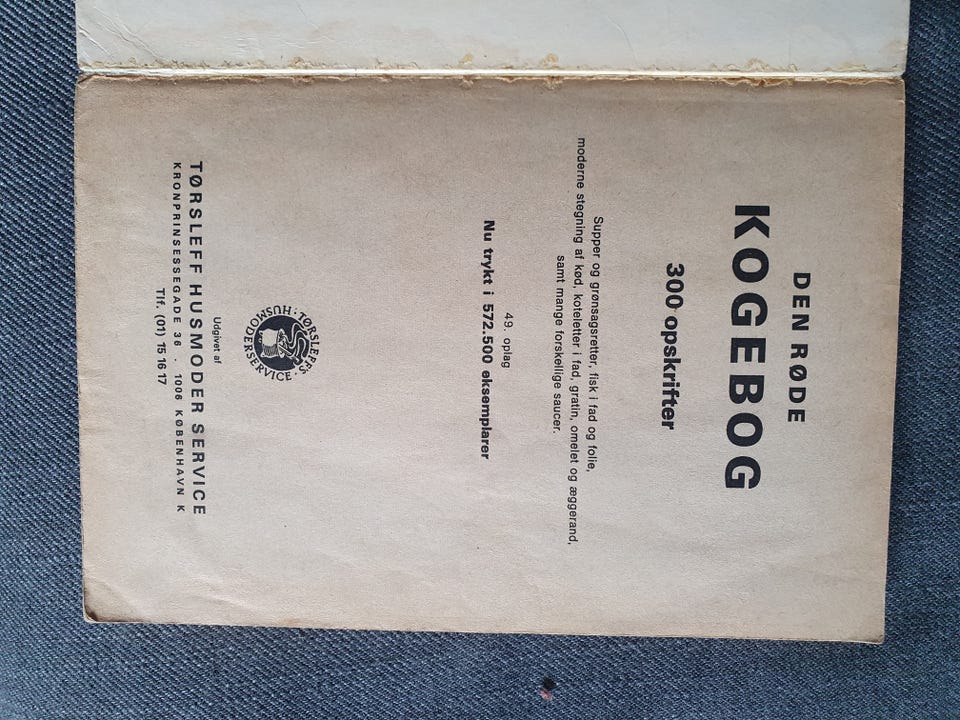 DEN RØDE
KOGEBOG
300 opskrifter
Supper og grønsagsretter, fisk i fad og folie,
moderne stegning af kød, koteletter i fad, gratin, omelet og æggerand,
samt mange forskellige saucer.
49. oplag
Nu trykt i 572.500 eksemplarer
· TØRSLEFFS ·
HUSMODERSERVICE
Udgivet af
TØRSLEFF HUSMODER SERVICE
KRONPRINSESSEGADE 36 . 1006 KØBENHAVN K
Tlf. (01) 15 16 17